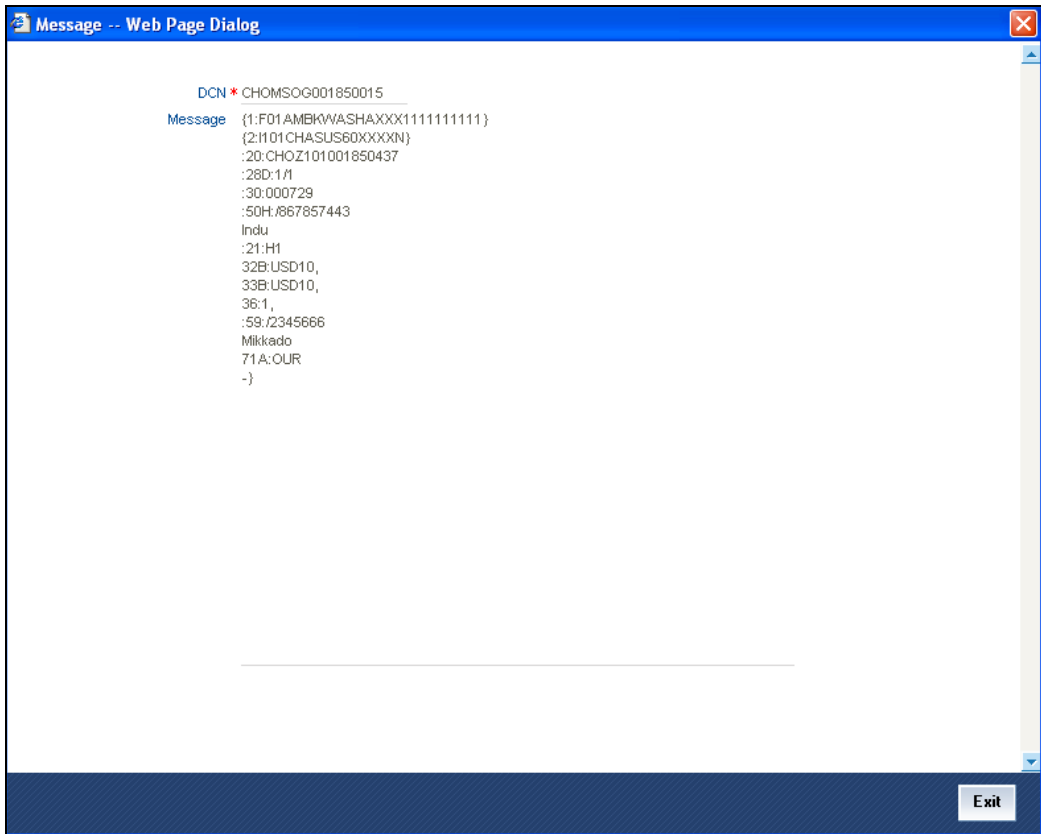 Message -- Web Page Dialog
DCN * CHOMSOG001850015
Message {1:F01AMBKWASHAXXX1111111111}
{2:I101CHASUS60XXXXN}
:20:CHOZ101001850437
:28D:1/1
:30:000729
:50H:/867857443
Indu
:21:H1
32B:USD10,
33B:USD10,
36:1,
:59:/2345666
Mikkado
71A:OUR
-}
Exit